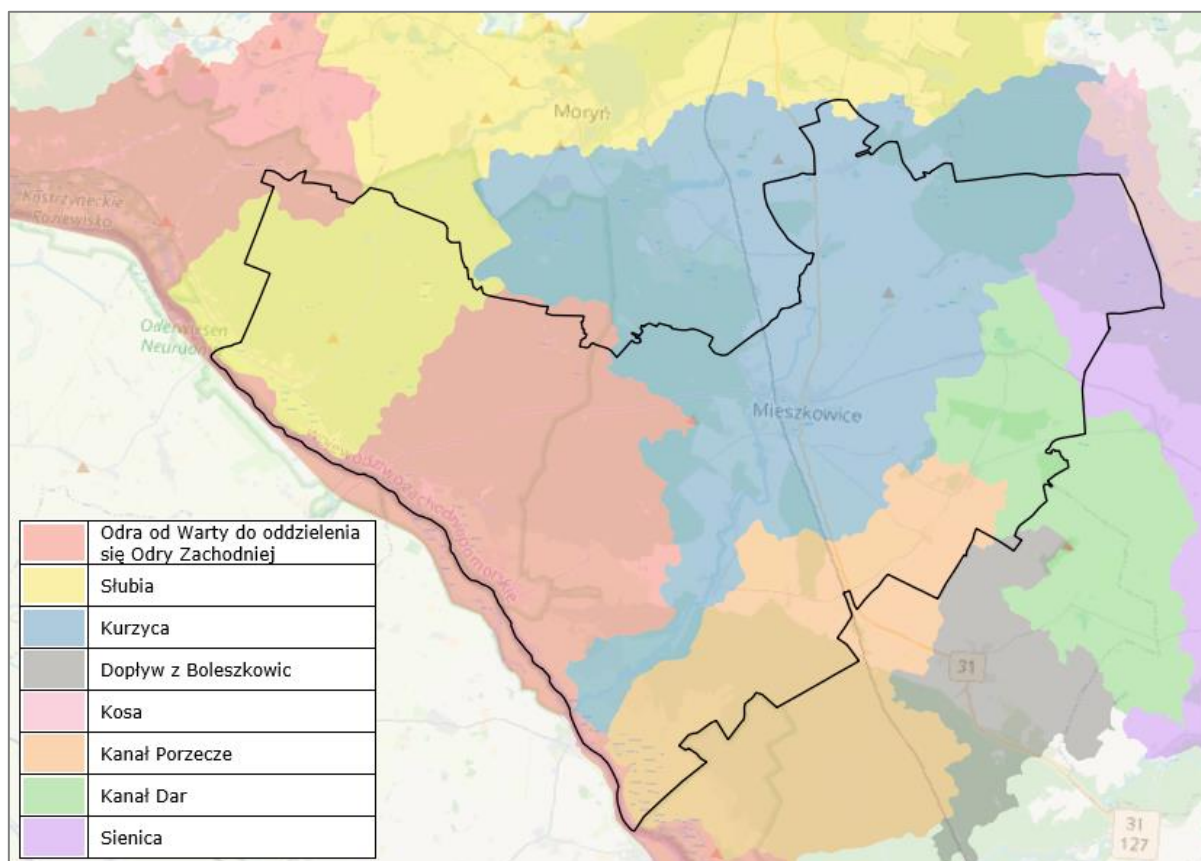 Moryń
Kostrzyneckie
Rozlewisko
Oderwiesen
Neurüdnitz
Mieszkowice
Województwo zachodniopomorskie
31
31
127
Odra od Warty do oddzielenia
się Odry Zachodniej
Słubia
Kurzyca
Dopływ z Boleszkowic
Kosa
Kanał Porzecze
Kanał Dar
Sienica